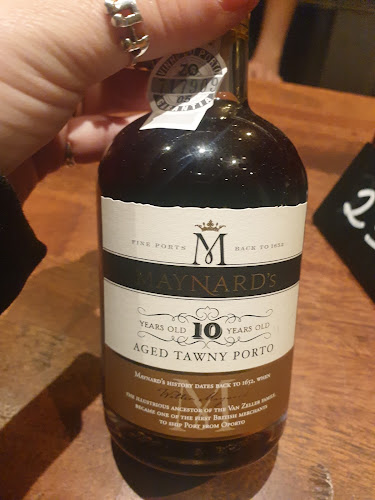 FINE PORTS M BACK TO 1652
MAYNARD's
YEARS OLD 10 YEARS OLD
AGED TAWNY PORTO
MAYNARD'S HISTORY DATES BACK TO 1652, WHEN
THE ILLUSTRIOUS ANCESTOR OF THE VAN ZELLER FAMILY,
BECAME ONE OF THE FIRST BRITISH MERCHANTS
TO SHIP PORT FROM OPORTO